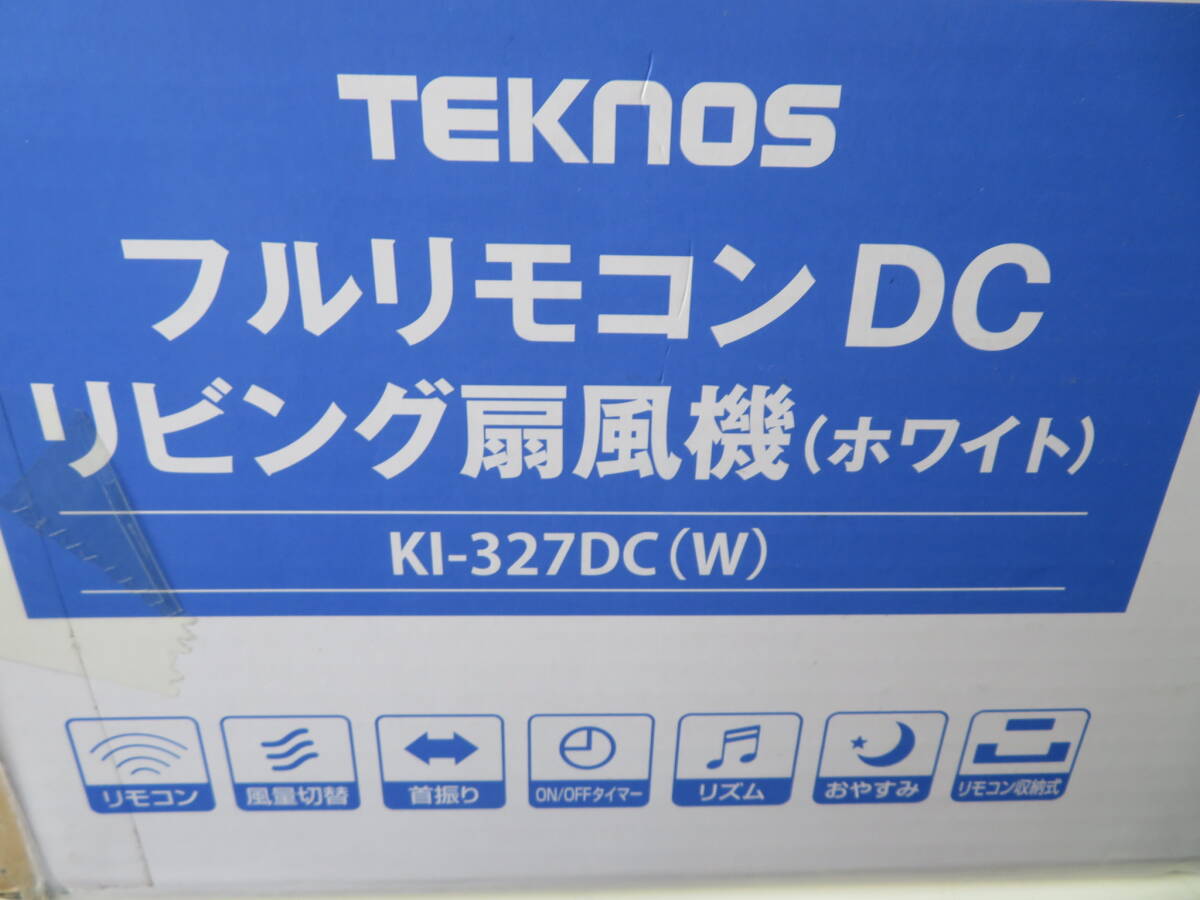 TEKNOS
フルリモコン DC
リビング扇風機(ホワイト)
KI-327DC(W)
リモコン 風量切替 首振り ON/OFFタイマー リズム おやすみ リモコン収納式